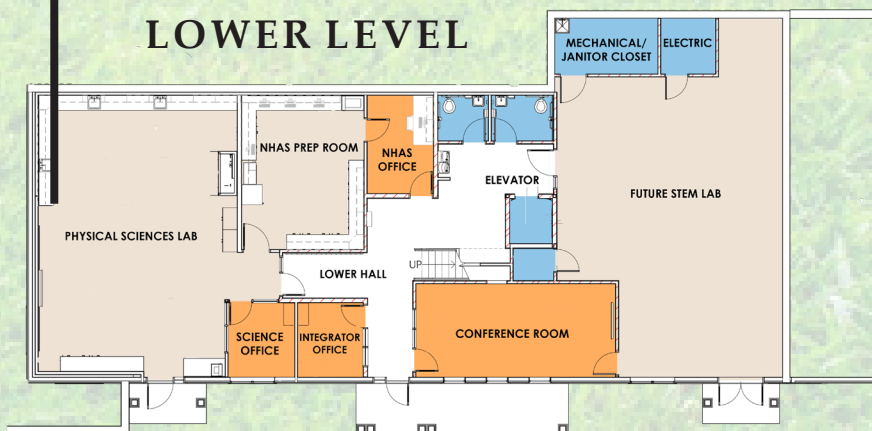 LOWER LEVEL
MECHANICAL/
JANITOR CLOSET
ELECTRIC
NHAS PREP ROOM
NHAS
OFFICE
ELEVATOR
FUTURE STEM LAB
PHYSICAL SCIENCES LAB
UP
LOWER HALL
SCIENCE
OFFICE
INTEGRATOR
OFFICE
CONFERENCE ROOM